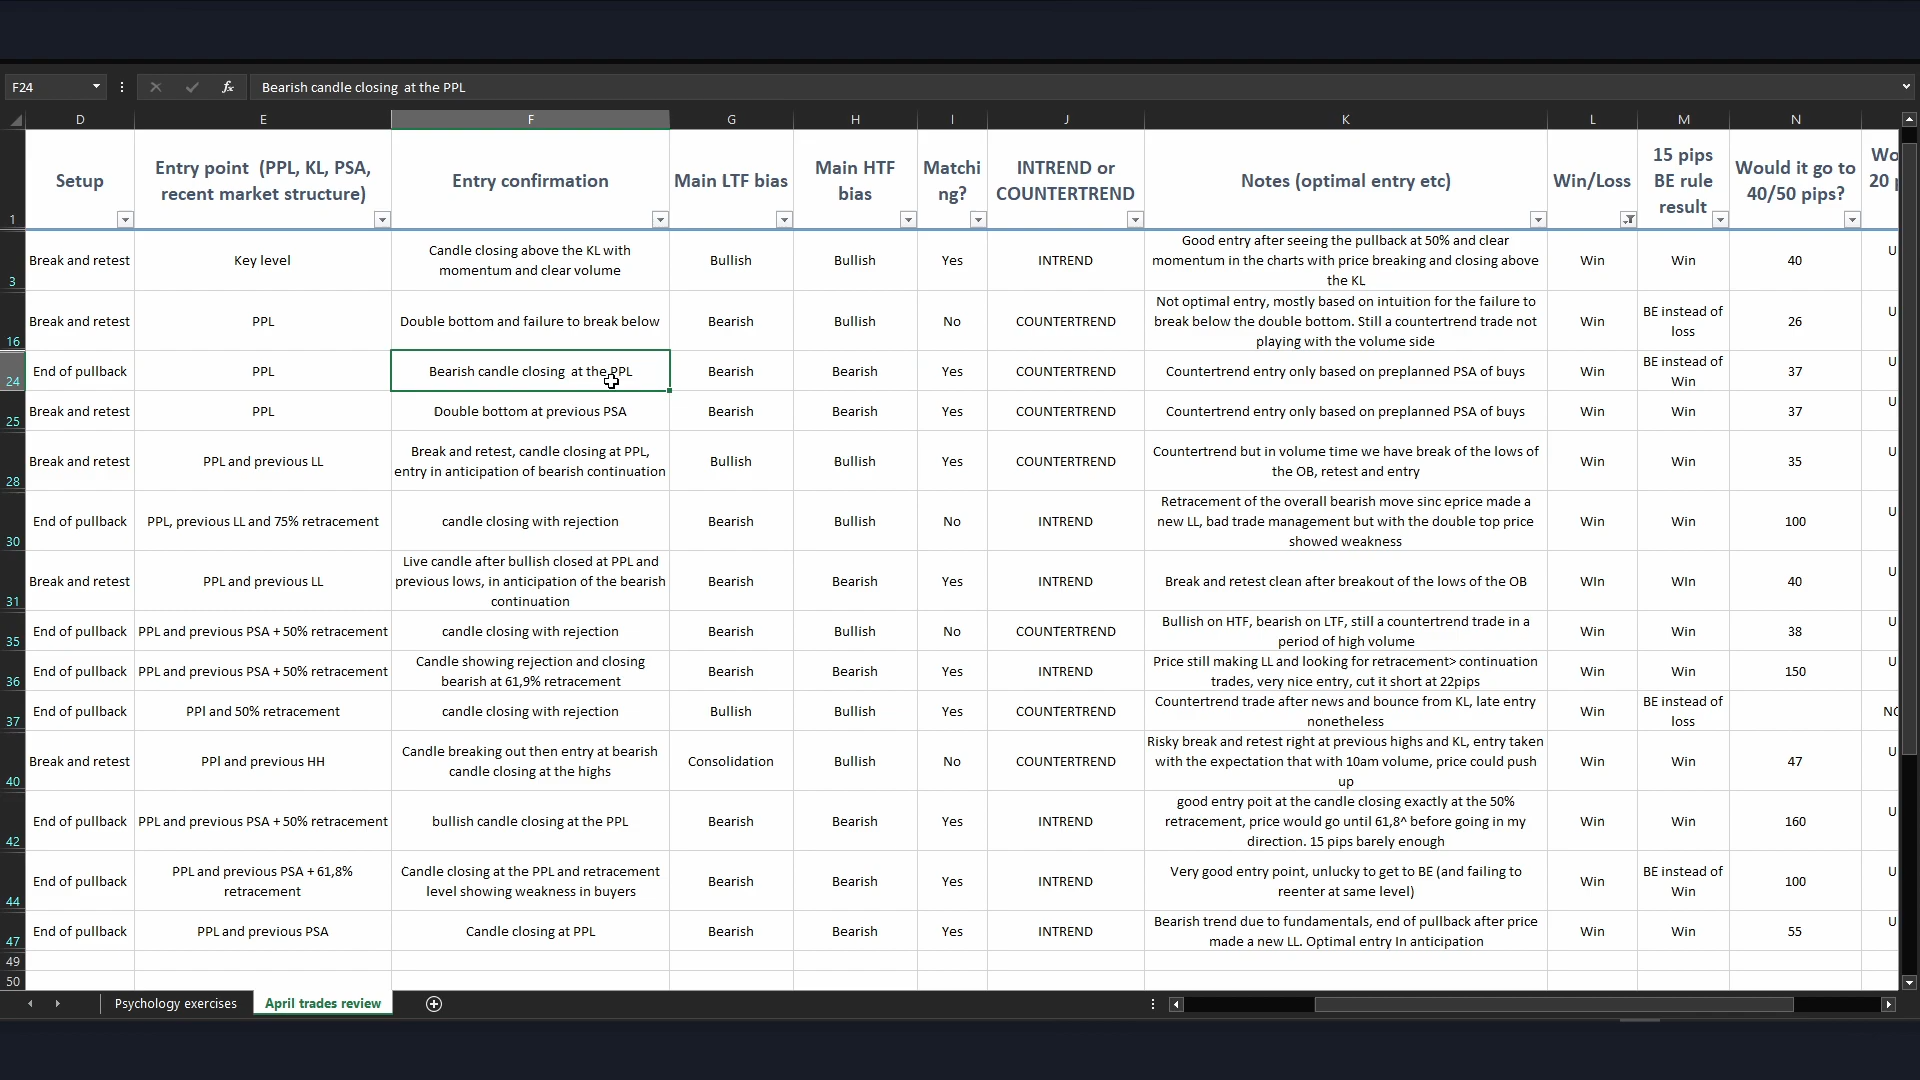 F24
fx
Bearish candle closing  at the PPL
D E F G H I J K L M N
1
Setup
Entry point  (PPL, KL, PSA,
recent market structure)
Entry confirmation
Main LTF bias
Main HTF
bias
Matchi
ng?
INTREND or
COUNTERTREND
Notes (optimal entry etc)
Win/Loss
15 pips
BE rule
result
Would it go to
40/50 pips?
Wo
20 p
3
Break and retest
Key level
Candle closing above the KL with
momentum and clear volume
Bullish
Bullish
Yes
INTREND
Good entry after seeing the pullback at 50% and clear
momentum in the charts with price breaking and closing above
the KL
Win
Win
40
U
16
Break and retest
PPL
Double bottom and failure to break below
Bearish
Bullish
No
COUNTERTREND
Not optimal entry, mostly based on intuition for the failure to
break below the double bottom. Still a countertrend trade not
playing with the volume side
Win
BE instead of
loss
26
U
24
End of pullback
PPL
Bearish candle closing  at the PPL
Bearish
Bearish
Yes
COUNTERTREND
Countertrend entry only based on preplanned PSA of buys
Win
BE instead of
Win
37
U
25
Break and retest
PPL
Double bottom at previous PSA
Bearish
Bearish
Yes
COUNTERTREND
Countertrend entry only based on preplanned PSA of buys
Win
Win
37
U
28
Break and retest
PPL and previous LL
Break and retest, candle closing at PPL,
entry in anticipation of bearish continuation
Bullish
Bullish
Yes
COUNTERTREND
Countertrend but in volume time we have break of the lows of
the OB, retest and entry
Win
Win
35
U
30
End of pullback
PPL, previous LL and 75% retracement
candle closing with rejection
Bearish
Bullish
No
INTREND
Retracement of the overall bearish move sinc eprice made a
new LL, bad trade management but with the double top price
showed weakness
Win
Win
100
U
31
Break and retest
PPL and previous LL
Live candle after bullish closed at PPL and
previous lows, in anticipation of the bearish
continuation
Bearish
Bearish
Yes
INTREND
Break and retest clean after breakout of the lows of the OB
WIn
WIn
40
U
35
End of pullback
PPL and previous PSA + 50% retracement
candle closing with rejection
Bearish
Bullish
No
COUNTERTREND
Bullish on HTF, bearish on LTF, still a countertrend trade in a
period of high volume
Win
Win
38
U
36
End of pullback
PPL and previous PSA + 50% retracement
Candle showing rejection and closing
bearish at 61,9% retracement
Bearish
Bearish
Yes
INTREND
Price still making LL and looking for retracement> continuation
trades, very nice entry, cut it short at 22pips
Win
Win
150
U
37
End of pullback
PPl and 50% retracement
candle closing with rejection
Bullish
Bullish
Yes
COUNTERTREND
Countertrend trade after news and bounce from KL, late entry
nonetheless
Win
BE instead of
loss
NO
40
Break and retest
PPl and previous HH
Candle breaking out then entry at bearish
candle closing at the highs
Consolidation
Bullish
No
COUNTERTREND
Risky break and retest right at previous highs and KL, entry taken
with the expectation that with 10am volume, price could push
up
Win
Win
47
U
42
End of pullback
PPL and previous PSA + 50% retracement
bullish candle closing at the PPL
Bearish
Bearish
Yes
INTREND
good entry poit at the candle closing exactly at the 50%
retracement, price would go until 61,8^ before going in my
direction. 15 pips barely enough
Win
Win
160
U
44
End of pullback
PPL and previous PSA + 61,8%
retracement
Candle closing at the PPL and retracement
level showing weakness in buyers
Bearish
Bearish
Yes
INTREND
Very good entry point, unlucky to get to BE (and failing to
reenter at same level)
Win
BE instead of
Win
100
U
47
End of pullback
PPL and previous PSA
Candle closing at PPL
Bearish
Bearish
Yes
INTREND
Bearish trend due to fundamentals, end of pullback after price
made a new LL. Optimal entry In anticipation
Win
Win
55
U
49
50
Psychology exercises
April trades review